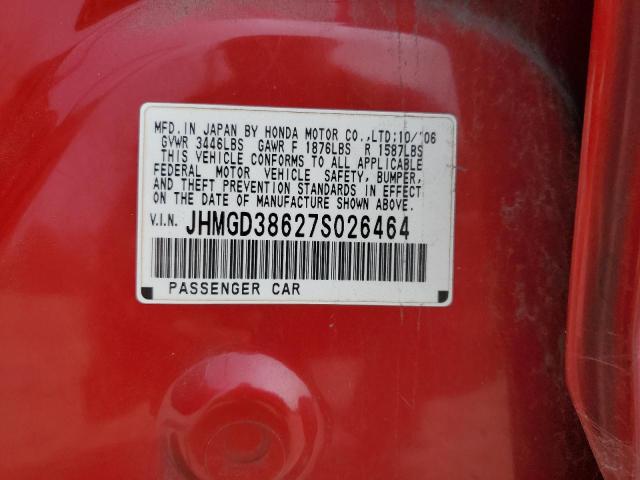 MFD.IN JAPAN BY HONDA MOTOR CO.,LTD:10/'06
GVWR 3446LBS GAWR F 1876LBS R 1587LBS
THIS VEHICLE CONFORMS TO ALL APPLICABLE
FEDERAL MOTOR VEHICLE SAFETY, BUMPER,
AND THEFT PREVENTION STANDARDS IN EFFECT
ON THE DATE OF MANUFACTURE SHOWN ABOVE.
V.I.N. JHMGD38627S026464
PASSENGER CAR